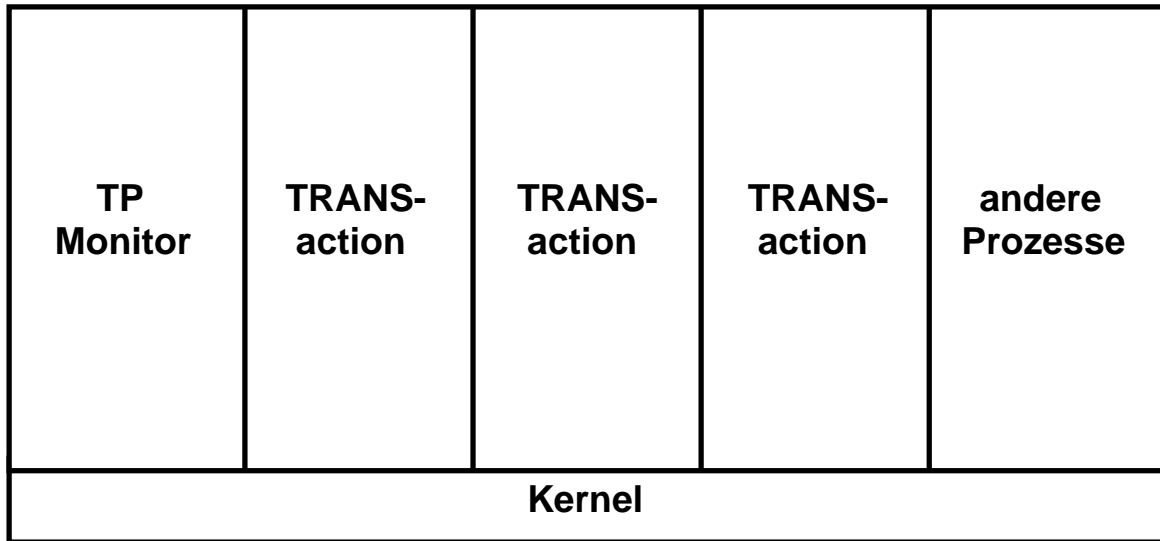 TP
Monitor
TRANS-
action
TRANS-
action
TRANS-
action
andere
Prozesse
Kernel